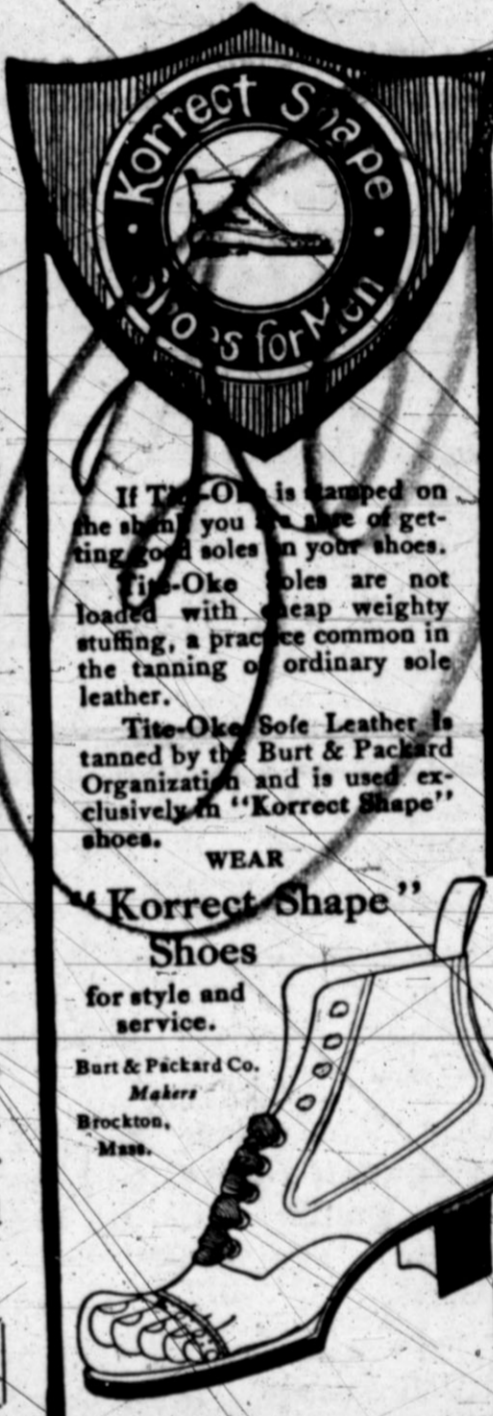 Korrect Shape
Shoes for Men
If Tite-Oke is stamped on
the shank you are sure of get-
ting good soles in your shoes.
Tite-Oke soles are not
loaded with cheap weighty
stuffing, a practice common in
the tanning of ordinary sole
leather.
Tite-Oke Sole Leather is
tanned by the Burt & Packard
Organization and is used ex-
clusively in "Korrect Shape"
shoes.
WEAR
"Korrect Shape"
Shoes
for style and
service.
Burt & Packard Co.
Makers
Brockton,
Mass.